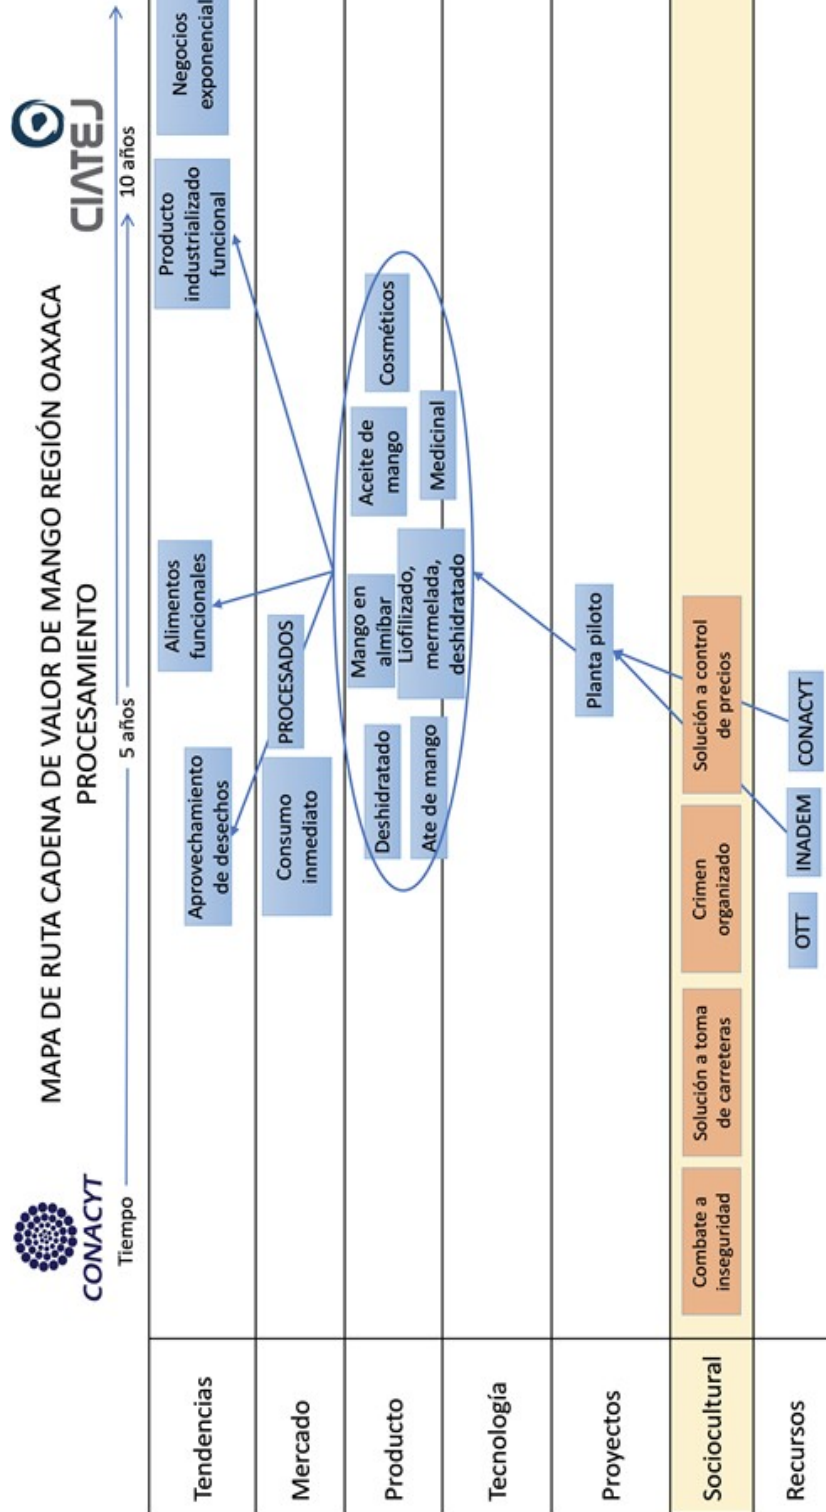 CONACYT
MAPA DE RUTA CADENA DE VALOR DE MANGO REGIÓN OAXACA
PROCESAMIENTO
CIATEJ
Tiempo
5 años
10 años
Tendencias
Aprovechamiento
de desechos
Alimentos
funcionales
Producto
industrializado
funcional
Negocios
exponencial
Mercado
Consumo
inmediato
PROCESADOS
Producto
Deshidratado
Ate de mango
Mango en
almíbar
Liofilizado,
mermelada,
deshidratado
Aceite de
mango
Medicinal
Cosméticos
Tecnología
Proyectos
Planta piloto
Sociocultural
Combate a
inseguridad
Solución a toma
de carreteras
Crimen
organizado
Solución a control
de precios
Recursos
OTT
INADEM
CONACYT